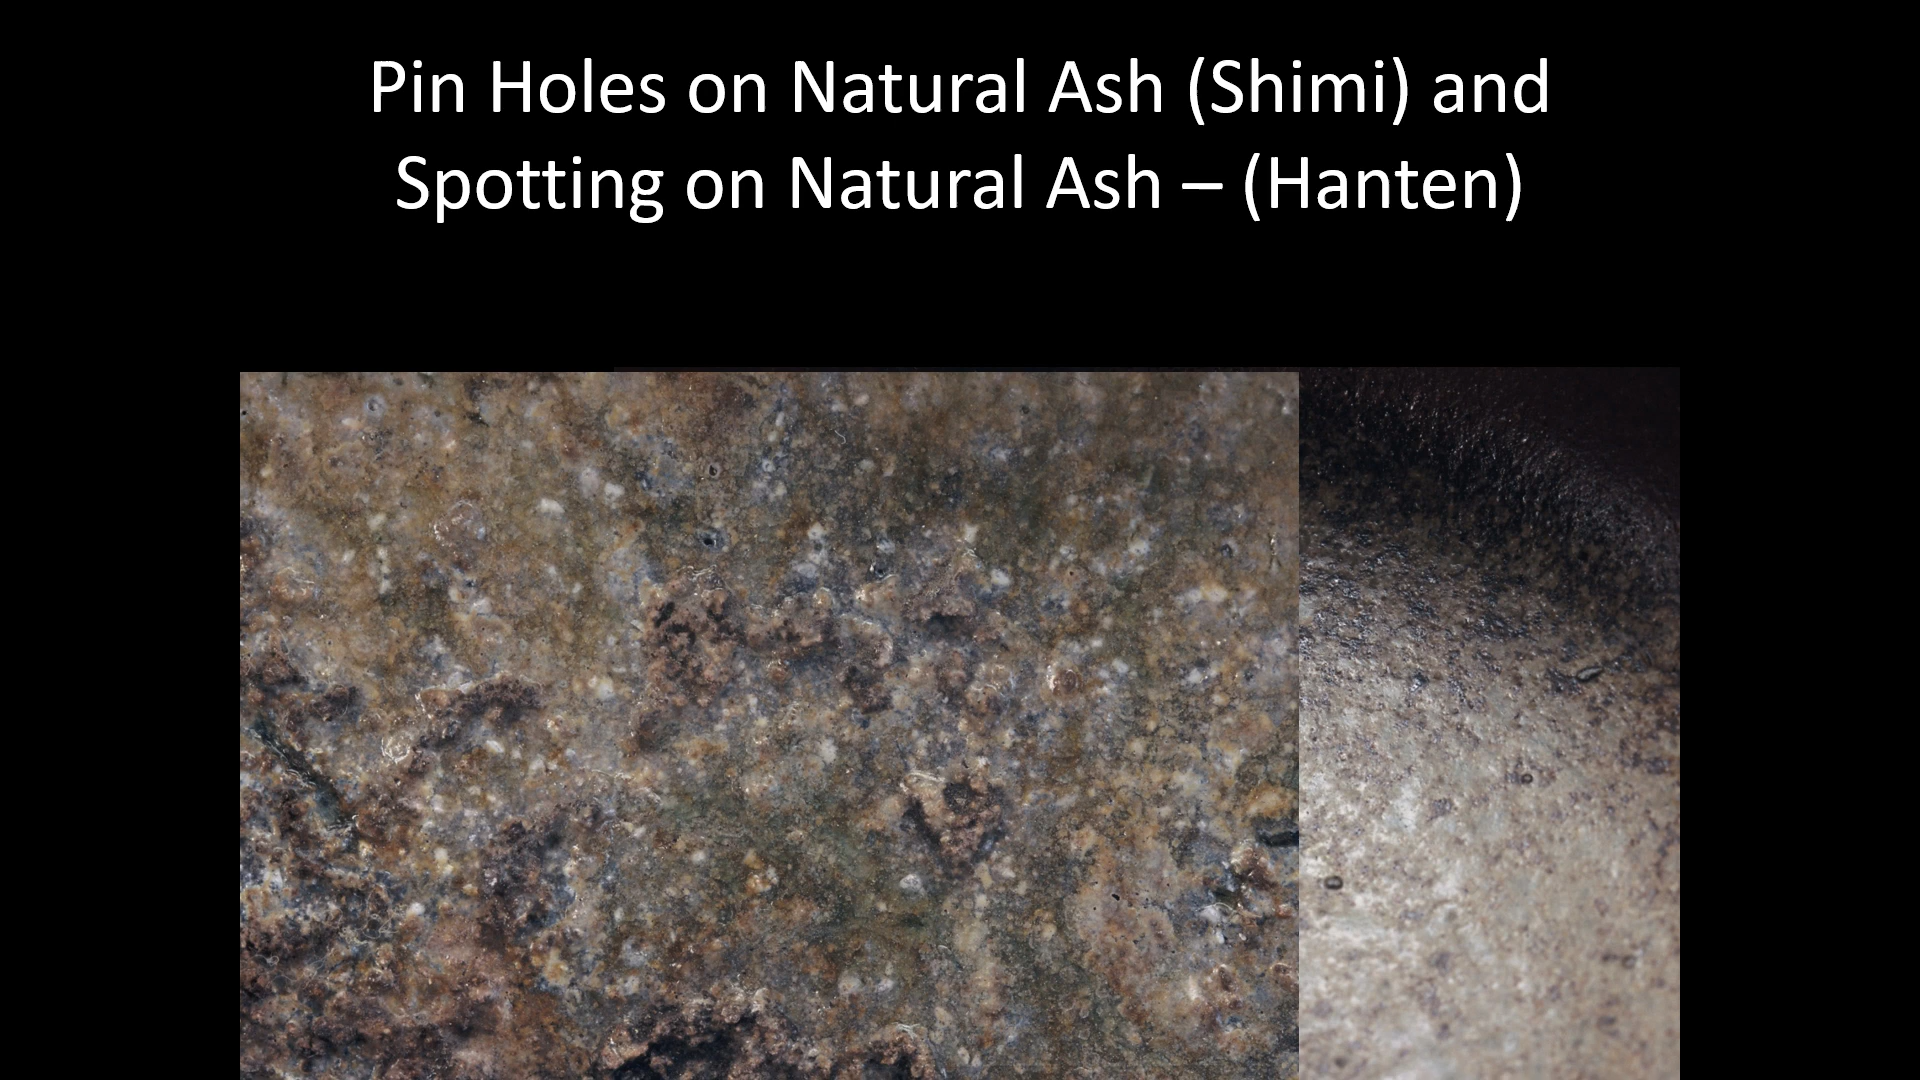 Pin Holes on Natural Ash (Shimi) and
Spotting on Natural Ash – (Hanten)